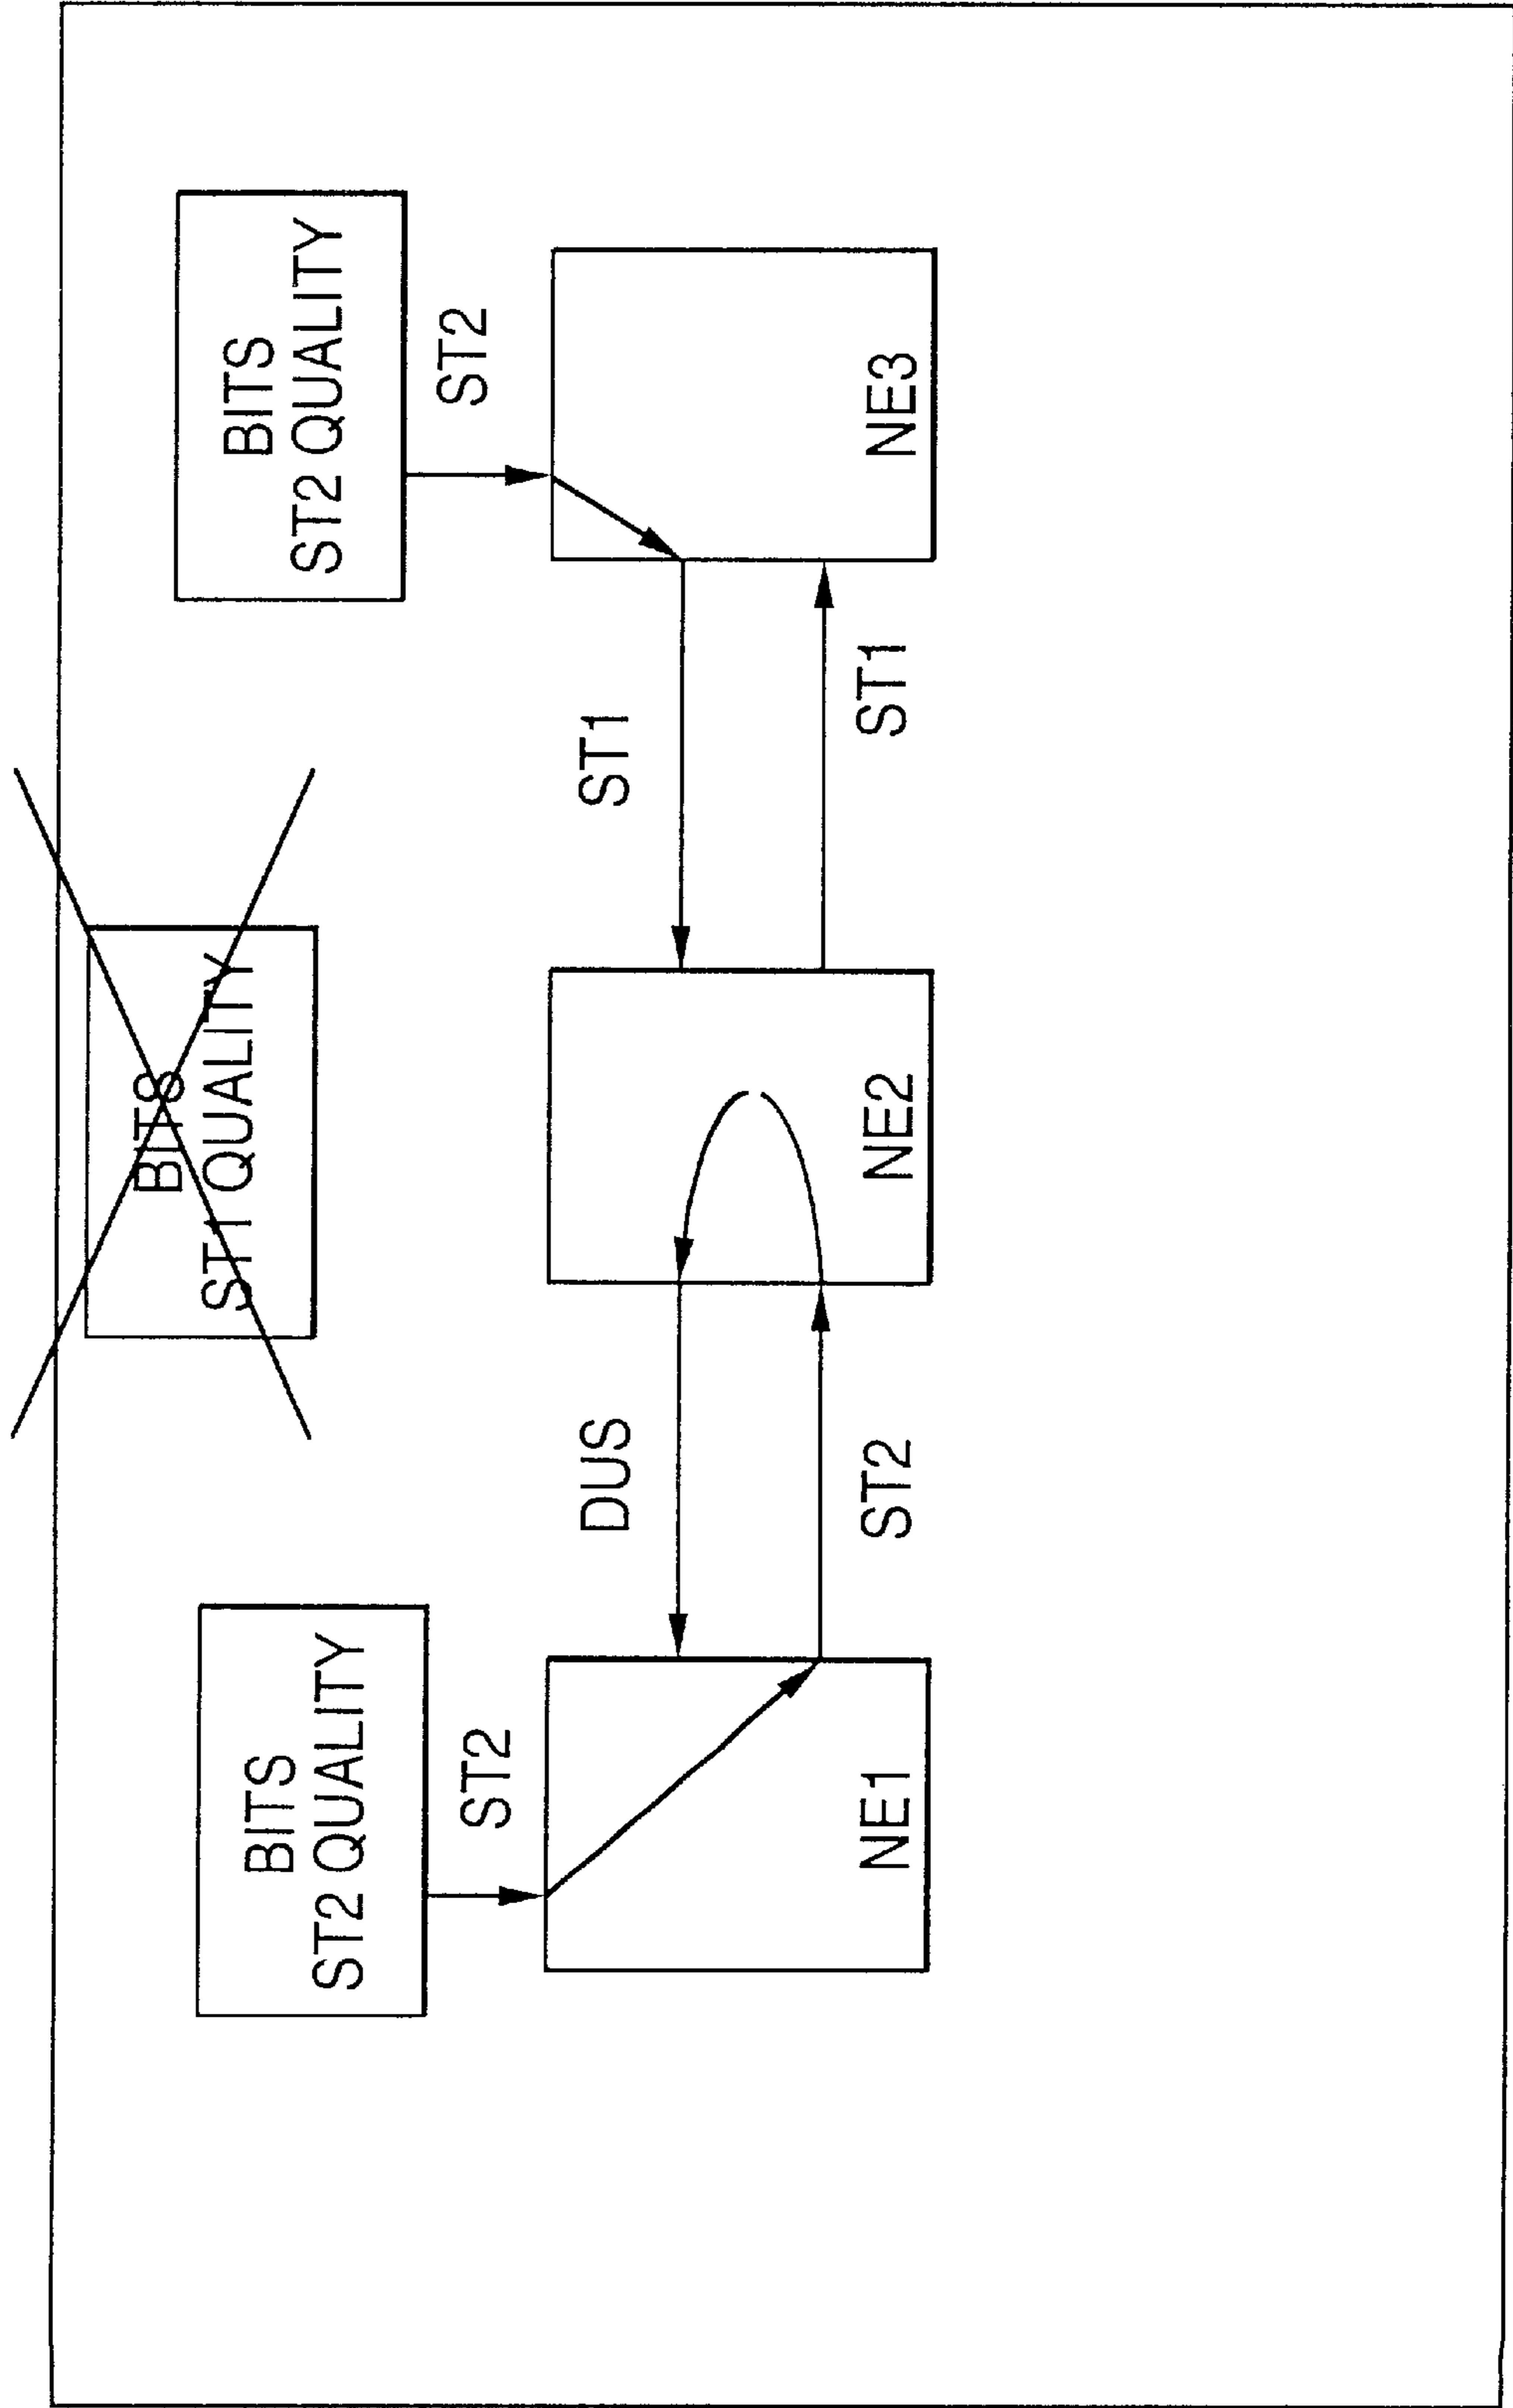 BITS
ST1 QUALITY
BITS
ST2 QUALITY
BITS
ST2 QUALITY
ST2
ST2
DUS
ST1
ST2
ST1
NE1
NE2
NE3